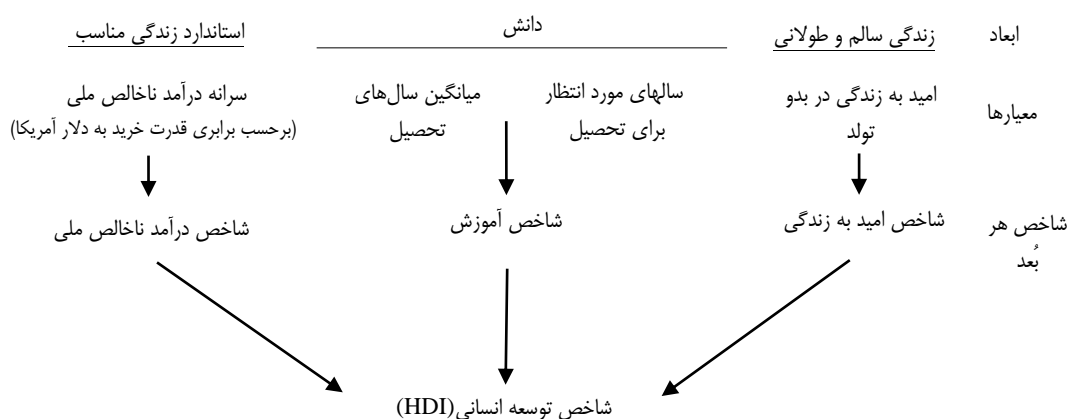 ابعاد
زندگی سالم و طولانی
دانش
استاندارد زندگی مناسب
معیارها
امید به زندگی در بدو
تولد
سالهای مورد انتظار
برای تحصیل
میانگین سال‌های
تحصیل
سرانه درآمد ناخالص ملی
(برحسب برابری قدرت خرید به دلار آمریکا)
شاخص هر
بُعد
شاخص امید به زندگی
شاخص آموزش
شاخص درآمد ناخالص ملی
شاخص توسعه انسانی(HDI)